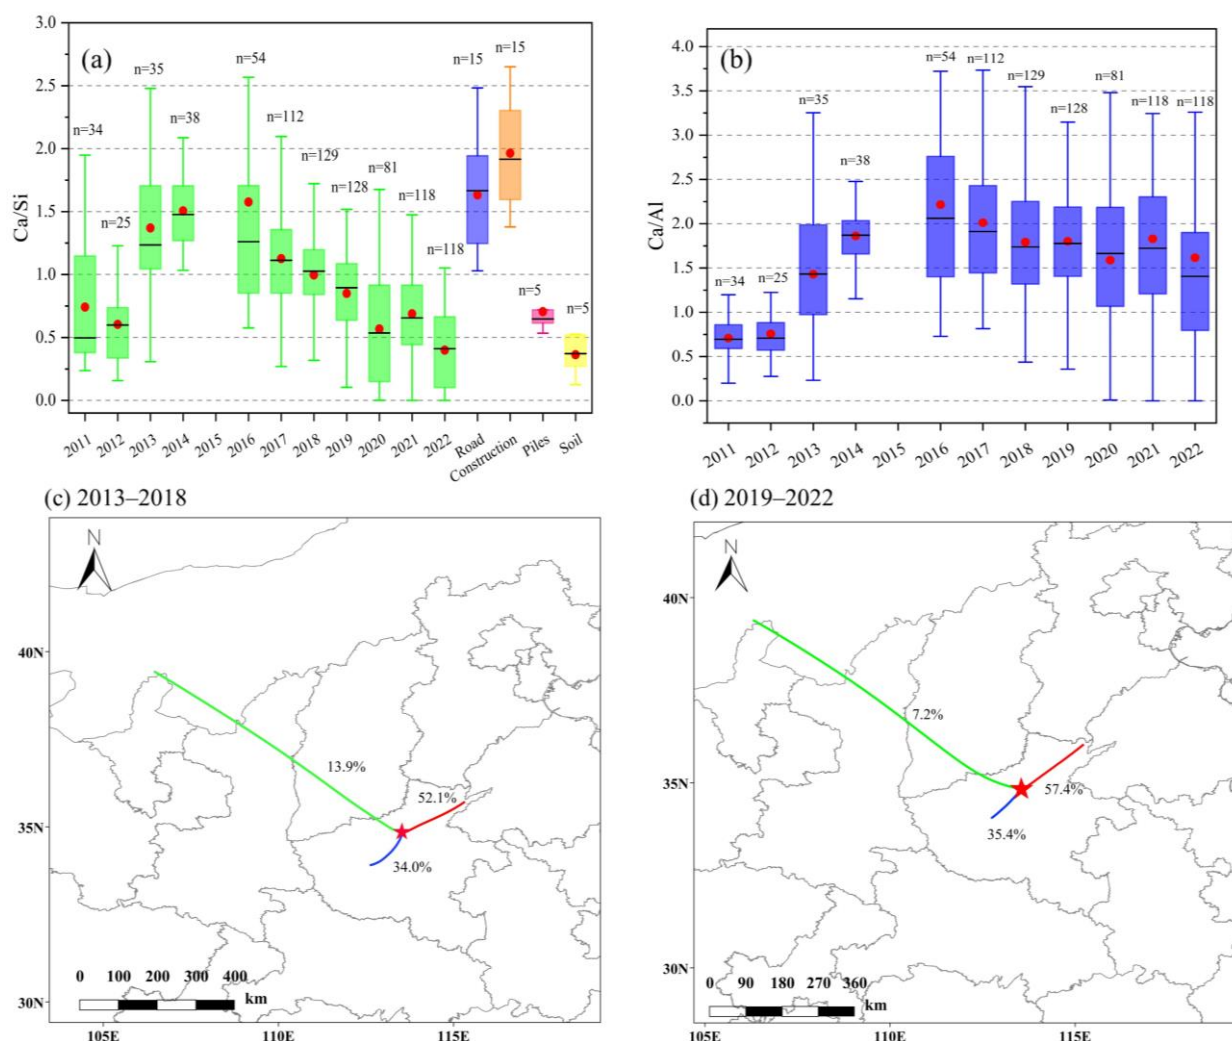 (a)
Ca/Si
3.0
2.5
2.0
1.5
1.0
0.5
0.0
n=34
n=25
n=35
n=38
n=54
n=112
n=129
n=128
n=81
n=118
n=118
n=15
n=15
n=5
n=5
2011
2012
2013
2014
2015
2016
2017
2018
2019
2020
2021
2022
Road
Construction
Piles
Soil
(b)
Ca/Al
4.0
3.5
3.0
2.5
2.0
1.5
1.0
0.5
0.0
n=34
n=25
n=35
n=38
n=54
n=112
n=129
n=128
n=81
n=118
n=118
2011
2012
2013
2014
2015
2016
2017
2018
2019
2020
2021
2022
(c) 2013–2018
N
40N
35N
30N
13.9%
52.1%
34.0%
0 100 200 300 400
km
105E 110E 115E
(d) 2019–2022
N
40N
35N
30N
7.2%
57.4%
35.4%
0 90 180 270 360
km
105E 110E 115E